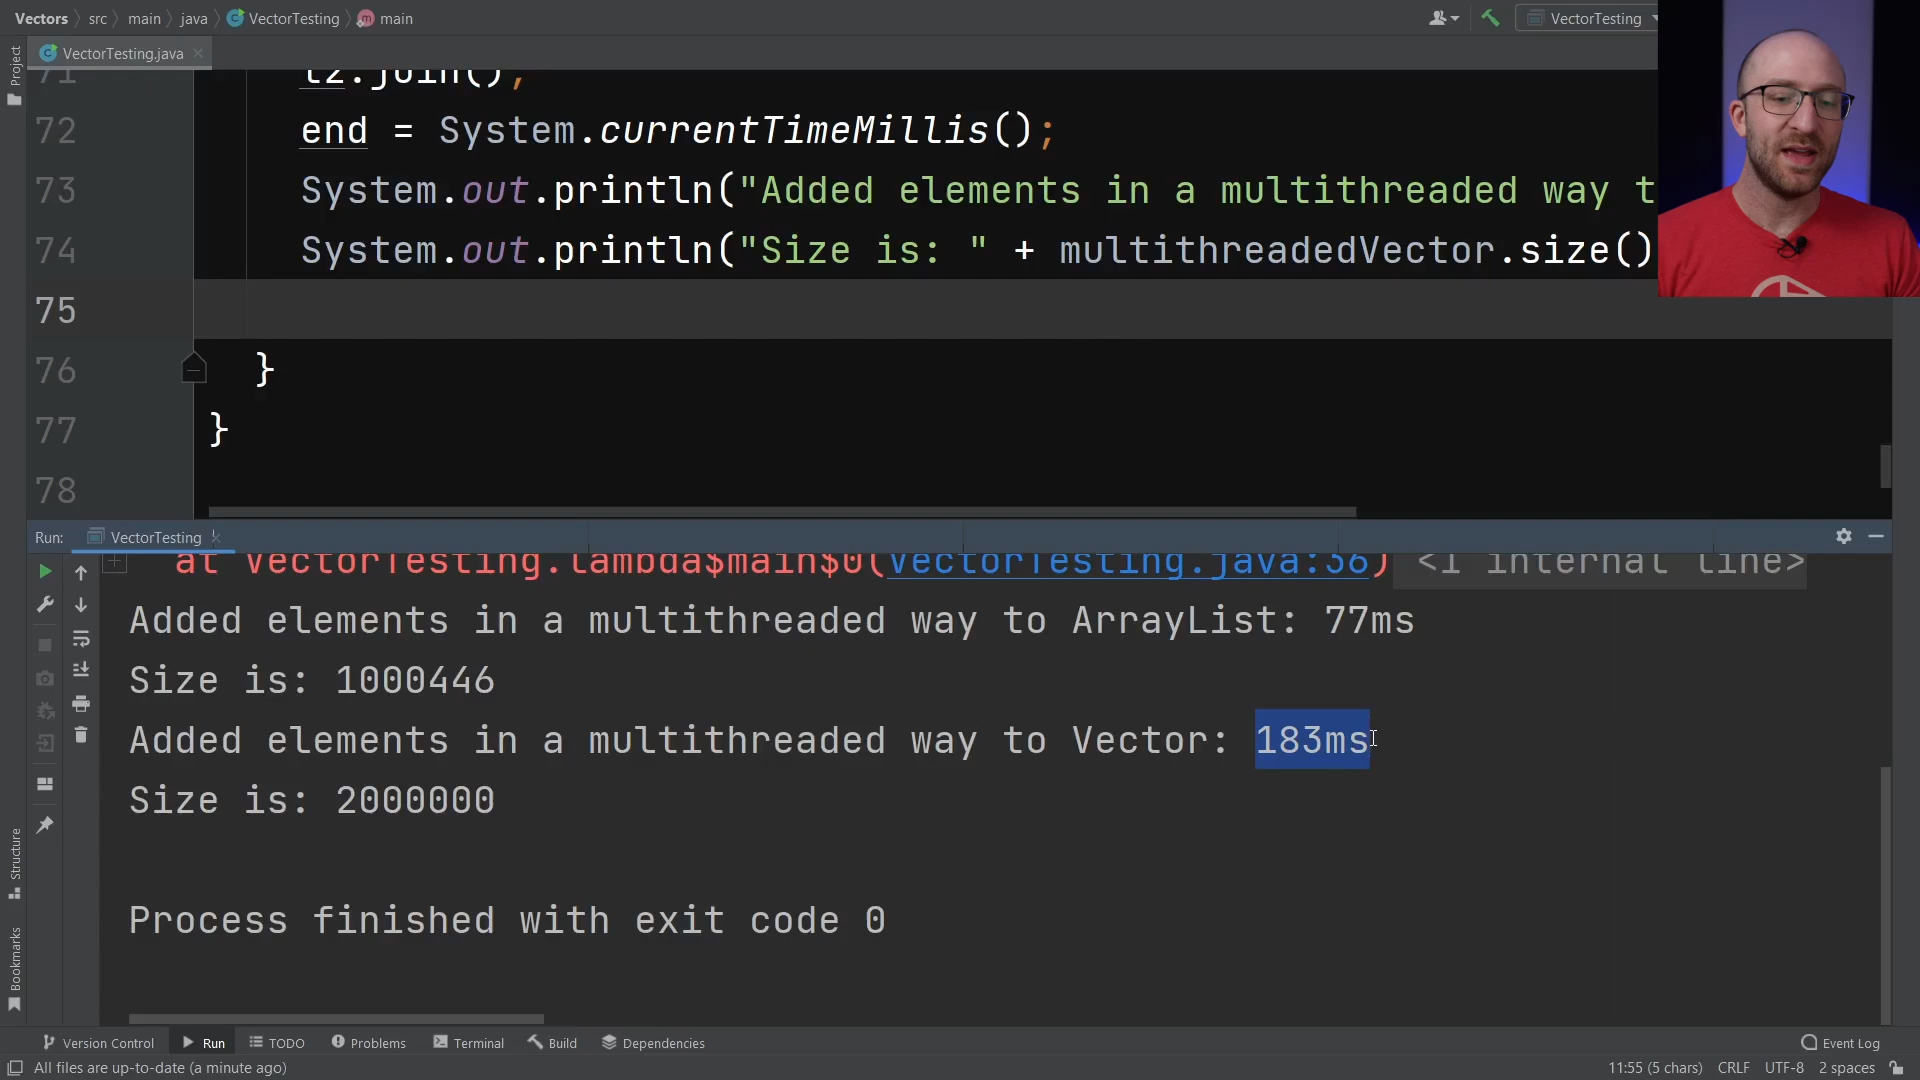 Vectors src main java VectorTesting main
VectorTesting
Project
VectorTesting.java
71 t2.join();
72 end = System.currentTimeMillis();
73 System.out.println("Added elements in a multithreaded way t
74 System.out.println("Size is: " + multithreadedVector.size()
75
76 }
77 }
78
Run: VectorTesting
at VectorTesting.lambda$main$0(VectorTesting.java:56) <1 internal line>
Added elements in a multithreaded way to ArrayList: 77ms
Size is: 1000446
Added elements in a multithreaded way to Vector: 183ms
Size is: 2000000
Process finished with exit code 0
Structure
Bookmarks
Version Control Run TODO Problems Terminal Build Dependencies Event Log
All files are up-to-date (a minute ago) 11:55 (5 chars) CRLF UTF-8 2 spaces